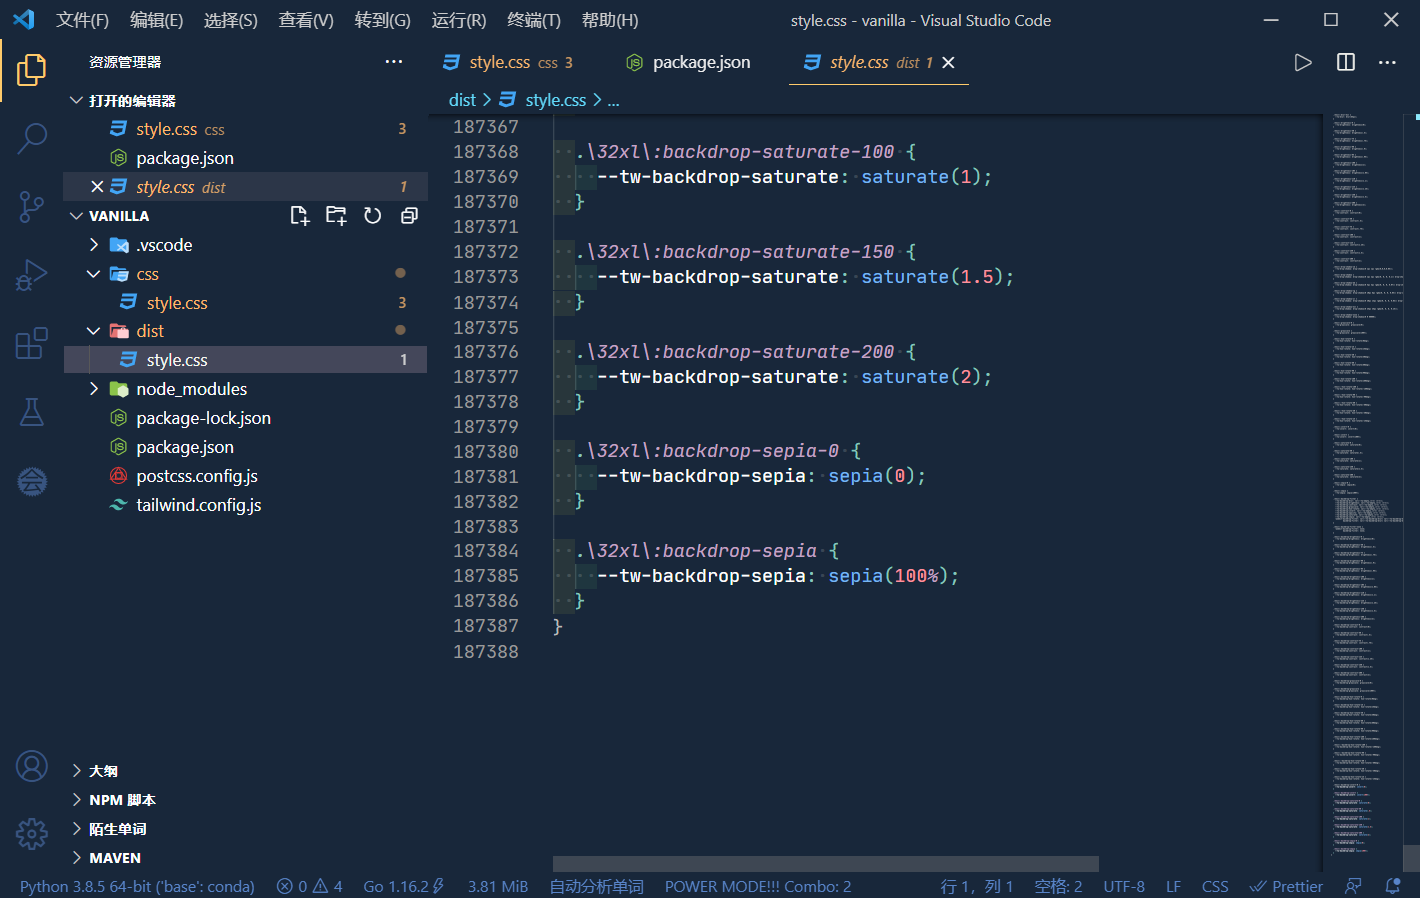 文件(F) 编辑(E) 选择(S) 查看(V) 转到(G) 运行(R) 终端(T) 帮助(H) style.css - vanilla - Visual Studio Code
资源管理器
style.css css 3 package.json style.css dist 1
打开的编辑器
dist style.css ...
style.css css 3
package.json
style.css dist 1
VANILLA
.vscode
css
style.css 3
dist
style.css 1
node_modules
package-lock.json
package.json
postcss.config.js
tailwind.config.js
大纲
NPM 脚本
陌生单词
MAVEN
187367
187368 .\32xl\:backdrop-saturate-100 {
187369 --tw-backdrop-saturate: saturate(1);
187370 }
187371
187372 .\32xl\:backdrop-saturate-150 {
187373 --tw-backdrop-saturate: saturate(1.5);
187374 }
187375
187376 .\32xl\:backdrop-saturate-200 {
187377 --tw-backdrop-saturate: saturate(2);
187378 }
187379
187380 .\32xl\:backdrop-sepia-0 {
187381 --tw-backdrop-sepia: sepia(0);
187382 }
187383
187384 .\32xl\:backdrop-sepia {
187385 --tw-backdrop-sepia: sepia(100%);
187386 }
187387 }
187388
Python 3.8.5 64-bit ('base': conda) 0 4 Go 1.16.2 3.81 MiB 自动分析单词 POWER MODE!!! Combo: 2 行 1，列 1 空格: 2 UTF-8 LF CSS Prettier